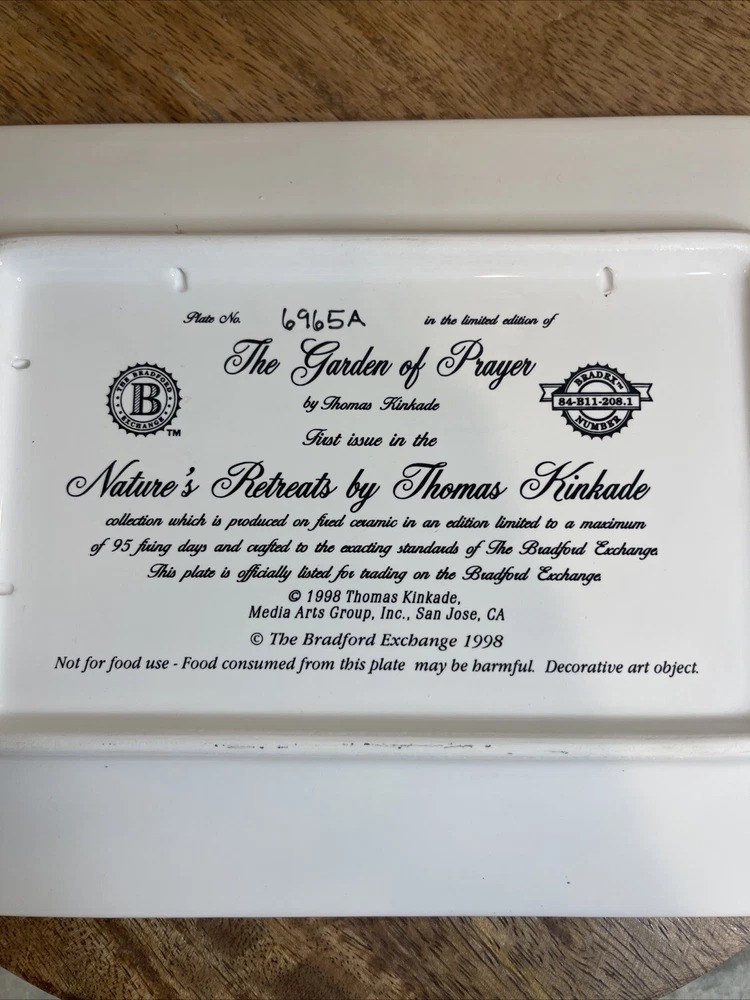 Plate No. 6965A in the limited edition of
The Garden of Prayer
by Thomas Kinkade
THE BRADFORD EXCHANGE
B
TM
BRADEX™
84-B11-208.1
NUMBER
First issue in the
Nature's Retreats by Thomas Kinkade
collection which is produced on fired ceramic in an edition limited to a maximum
of 95 firing days and crafted to the exacting standards of The Bradford Exchange.
This plate is officially listed for trading on the Bradford Exchange.
© 1998 Thomas Kinkade,
Media Arts Group, Inc., San Jose, CA
© The Bradford Exchange 1998
Not for food use - Food consumed from this plate may be harmful. Decorative art object.